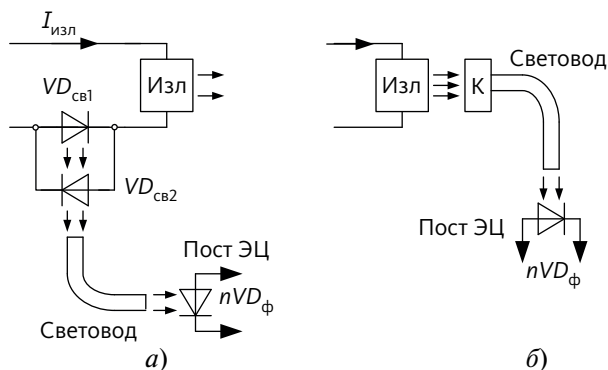 Iизл
Изл
VDсв1
VDсв2
Пост ЭЦ
nVDф
Световод
а)
Изл
К
Световод
Пост ЭЦ
nVDф
б)